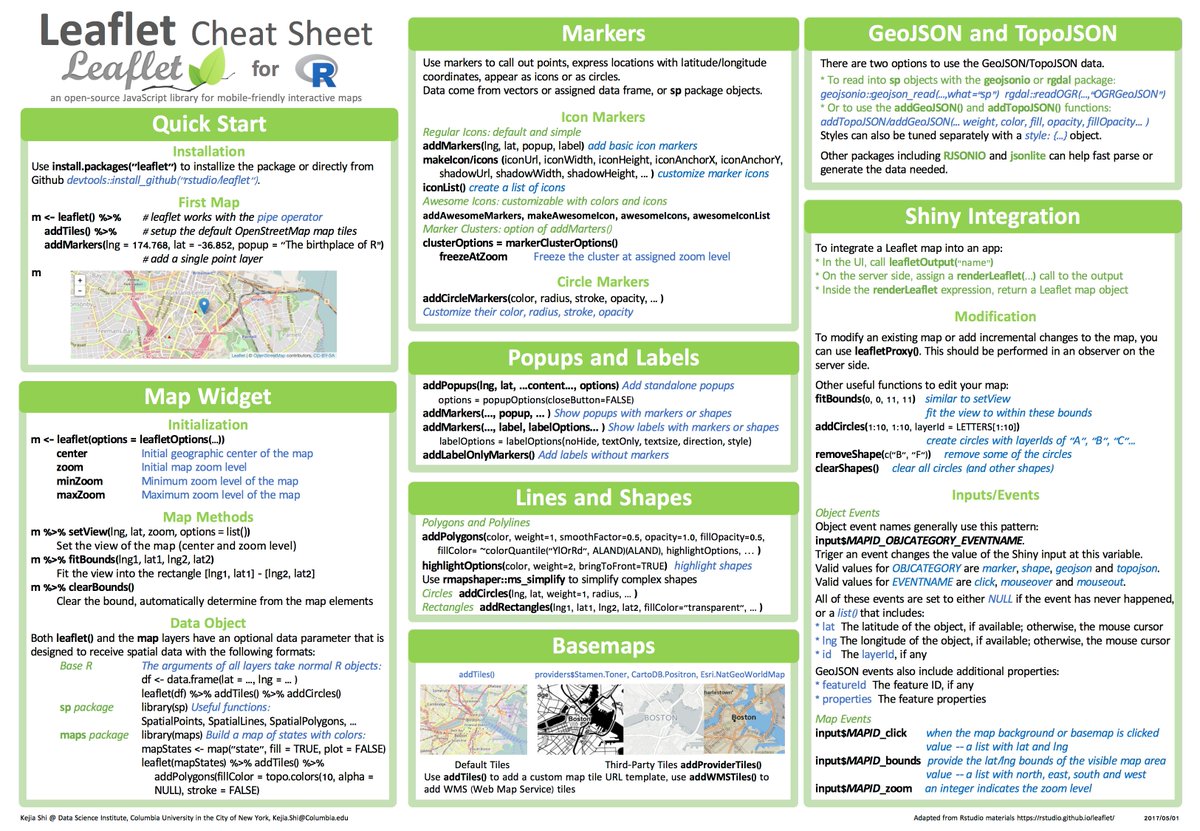 Leaflet Cheat Sheet
Leaflet for R
an open-source JavaScript library for mobile-friendly interactive maps
Quick Start
Installation
Use install.packages("leaflet") to installize the package or directly from
Github devtools::install_github("rstudio/leaflet").
First Map
m <- leaflet() %>% # leaflet works with the pipe operator
addTiles() %>% # setup the default OpenStreetMap map tiles
addMarkers(lng = 174.768, lat = -36.852, popup = "The birthplace of R")
# add a single point layer
m
+
-
Leaflet | © OpenStreetMap contributors, CC-BY-SA
Map Widget
Initialization
m <- leaflet(options = leafletOptions(...))
center Initial geographic center of the map
zoom Initial map zoom level
minZoom Minimum zoom level of the map
maxZoom Maximum zoom level of the map
Map Methods
m %>% setView(lng, lat, zoom, options = list())
Set the view of the map (center and zoom level)
m %>% fitBounds(lng1, lat1, lng2, lat2)
Fit the view into the rectangle [lng1, lat1] - [lng2, lat2]
m %>% clearBounds()
Clear the bound, automatically determine from the map elements
Data Object
Both leaflet() and the map layers have an optional data parameter that is
designed to receive spatial data with the following formats:
Base R The arguments of all layers take normal R objects:
df <- data.frame(lat = ..., lng = ... )
leaflet(df) %>% addTiles() %>% addCircles()
sp package library(sp) Useful functions:
SpatialPoints, SpatialLines, SpatialPolygons, ...
maps package library(maps) Build a map of states with colors:
mapStates <- map("state", fill = TRUE, plot = FALSE)
leaflet(mapStates) %>% addTiles() %>%
addPolygons(fillColor = topo.colors(10, alpha =
NULL), stroke = FALSE)
Markers
Use markers to call out points, express locations with latitude/longitude
coordinates, appear as icons or as circles.
Data come from vectors or assigned data frame, or sp package objects.
Icon Markers
Regular Icons: default and simple
addMarkers(lng, lat, popup, label) add basic icon markers
makeIcon/icons (iconUrl, iconWidth, iconHeight, iconAnchorX, iconAnchorY,
shadowUrl, shadowWidth, shadowHeight, ... ) customize marker icons
iconList() create a list of icons
Awesome Icons: customizable with colors and icons
addAwesomeMarkers, makeAwesomeIcon, awesomeIcons, awesomeIconList
Marker Clusters: option of addMarters()
clusterOptions = markerClusterOptions()
freezeAtZoom Freeze the cluster at assigned zoom level
Circle Markers
addCircleMarkers(color, radius, stroke, opacity, ... )
Customize their color, radius, stroke, opacity
Popups and Labels
addPopups(lng, lat, ...content..., options) Add standalone popups
options = popupOptions(closeButton=FALSE)
addMarkers(..., popup, ... ) Show popups with markers or shapes
addMarkers(..., label, labelOptions... ) Show labels with markers or shapes
labelOptions = labelOptions(noHide, textOnly, textsize, direction, style)
addLabelOnlyMarkers() Add labels without markers
Lines and Shapes
Polygons and Polylines
addPolygons(color, weight=1, smoothFactor=0.5, opacity=1.0, fillOpacity=0.5,
fillColor= ~colorQuantile("YlOrRd", ALAND)(ALAND), highlightOptions, ... )
highlightOptions(color, weight=2, bringToFront=TRUE) highlight shapes
Use rmapshaper::ms_simplify to simplify complex shapes
Circles addCircles(lng, lat, weight=1, radius, ... )
Rectangles addRectangles(lng1, lat1, lng2, lat2, fillColor="transparent", ... )
Basemaps
addTiles() providers$Stamen.Toner, CartoDB.Positron, Esri.NatGeoWorldMap
Boston BOSTON Boston
Default Tiles Third-Party Tiles addProviderTiles()
Use addTiles() to add a custom map tile URL template, use addWMSTiles() to
add WMS (Web Map Service) tiles
GeoJSON and TopoJSON
There are two options to use the GeoJSON/TopoJSON data.
* To read into sp objects with the geojsonio or rgdal package:
geojsonio::geojson_read(...,what="sp") rgdal::readOGR(...,"OGRGeoJSON")
* Or to use the addGeoJSON() and addTopoJSON() functions:
addTopoJSON/addGeoJSON(... weight, color, fill, opacity, fillOpacity... )
Styles can also be tuned separately with a style: {...} object.
Other packages including RJSONIO and jsonlite can help fast parse or
generate the data needed.
Shiny Integration
To integrate a Leaflet map into an app:
* In the UI, call leafletOutput("name")
* On the server side, assign a renderLeaflet(...) call to the output
* Inside the renderLeaflet expression, return a Leaflet map object
Modification
To modify an existing map or add incremental changes to the map, you
can use leafletProxy(). This should be performed in an observer on the
server side.
Other useful functions to edit your map:
fitBounds(0, 0, 11, 11) similar to setView
fit the view to within these bounds
addCircles(1:10, 1:10, layerId = LETTERS[1:10])
create circles with layerIds of "A", "B", "C"...
removeShape(c("B", "F")) remove some of the circles
clearShapes() clear all circles (and other shapes)
Inputs/Events
Object Events
Object event names generally use this pattern:
input$MAPID_OBJCATEGORY_EVENTNAME.
Triger an event changes the value of the Shiny input at this variable.
Valid values for OBJCATEGORY are marker, shape, geojson and topojson.
Valid values for EVENTNAME are click, mouseover and mouseout.
All of these events are set to either NULL if the event has never happened,
or a list() that includes:
* lat The latitude of the object, if available; otherwise, the mouse cursor
* lng The longitude of the object, if available; otherwise, the mouse cursor
* id The layerId, if any
GeoJSON events also include additional properties:
* featureId The feature ID, if any
* properties The feature properties
Map Events
input$MAPID_click when the map background or basemap is clicked
value -- a list with lat and lng
input$MAPID_bounds provide the lat/lng bounds of the visible map area
value -- a list with north, east, south and west
input$MAPID_zoom an integer indicates the zoom level
Kejia Shi @ Data Science Institute, Columbia University in the City of New York, Kejia.Shi@Columbia.edu
Adapted from Rstudio materials https://rstudio.github.io/leaflet/ 2017/05/01